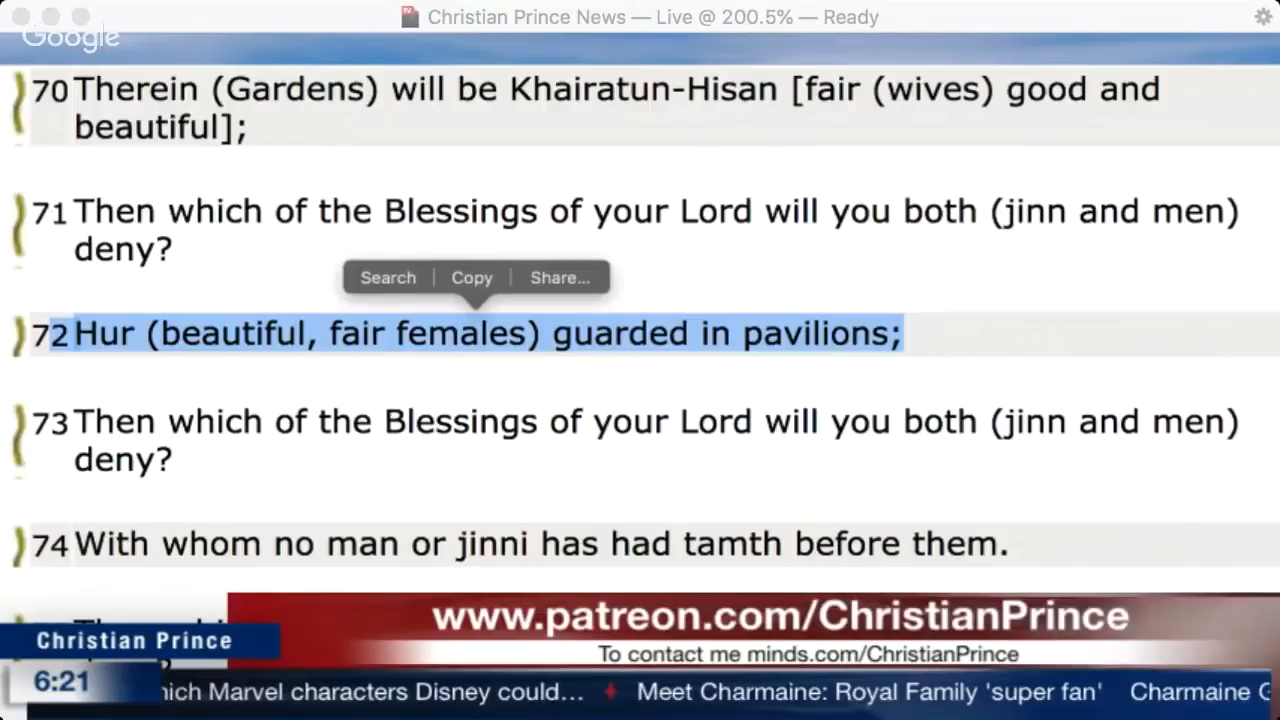 Christian Prince News — Live @ 200.5% — Ready
Google
70 Therein (Gardens) will be Khairatun-Hisan [fair (wives) good and
beautiful];
71 Then which of the Blessings of your Lord will you both (jinn and men)
deny?
Search Copy Share...
72 Hur (beautiful, fair females) guarded in pavilions;
73 Then which of the Blessings of your Lord will you both (jinn and men)
deny?
74 With whom no man or jinni has had tamth before them.
www.patreon.com/ChristianPrince
Christian Prince
To contact me minds.com/ChristianPrince
6:21
Marvel characters Disney could... Meet Charmaine: Royal Family 'super fan' Charmaine